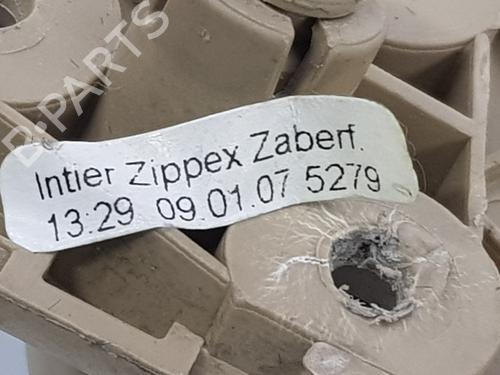 B-PARTS
Intier Zippex Zaberf.
13:29 09.01.07 5279